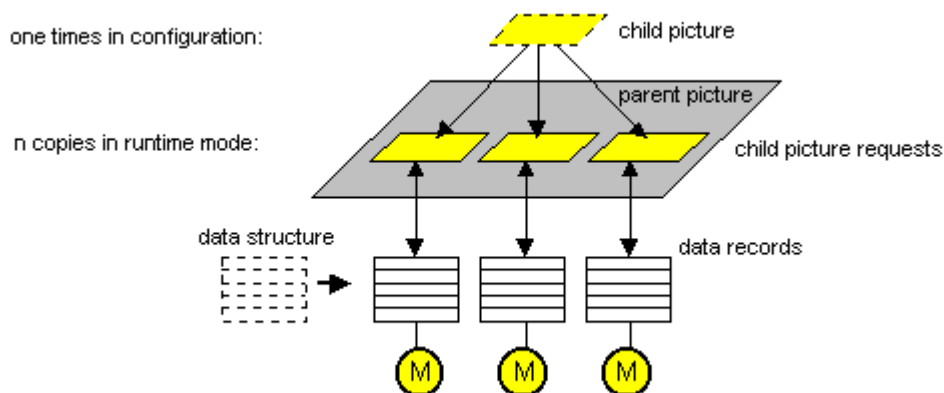 one times in configuration:
child picture
parent picture
n copies in runtime mode:
child picture requests
data structure
data records
M
M
M